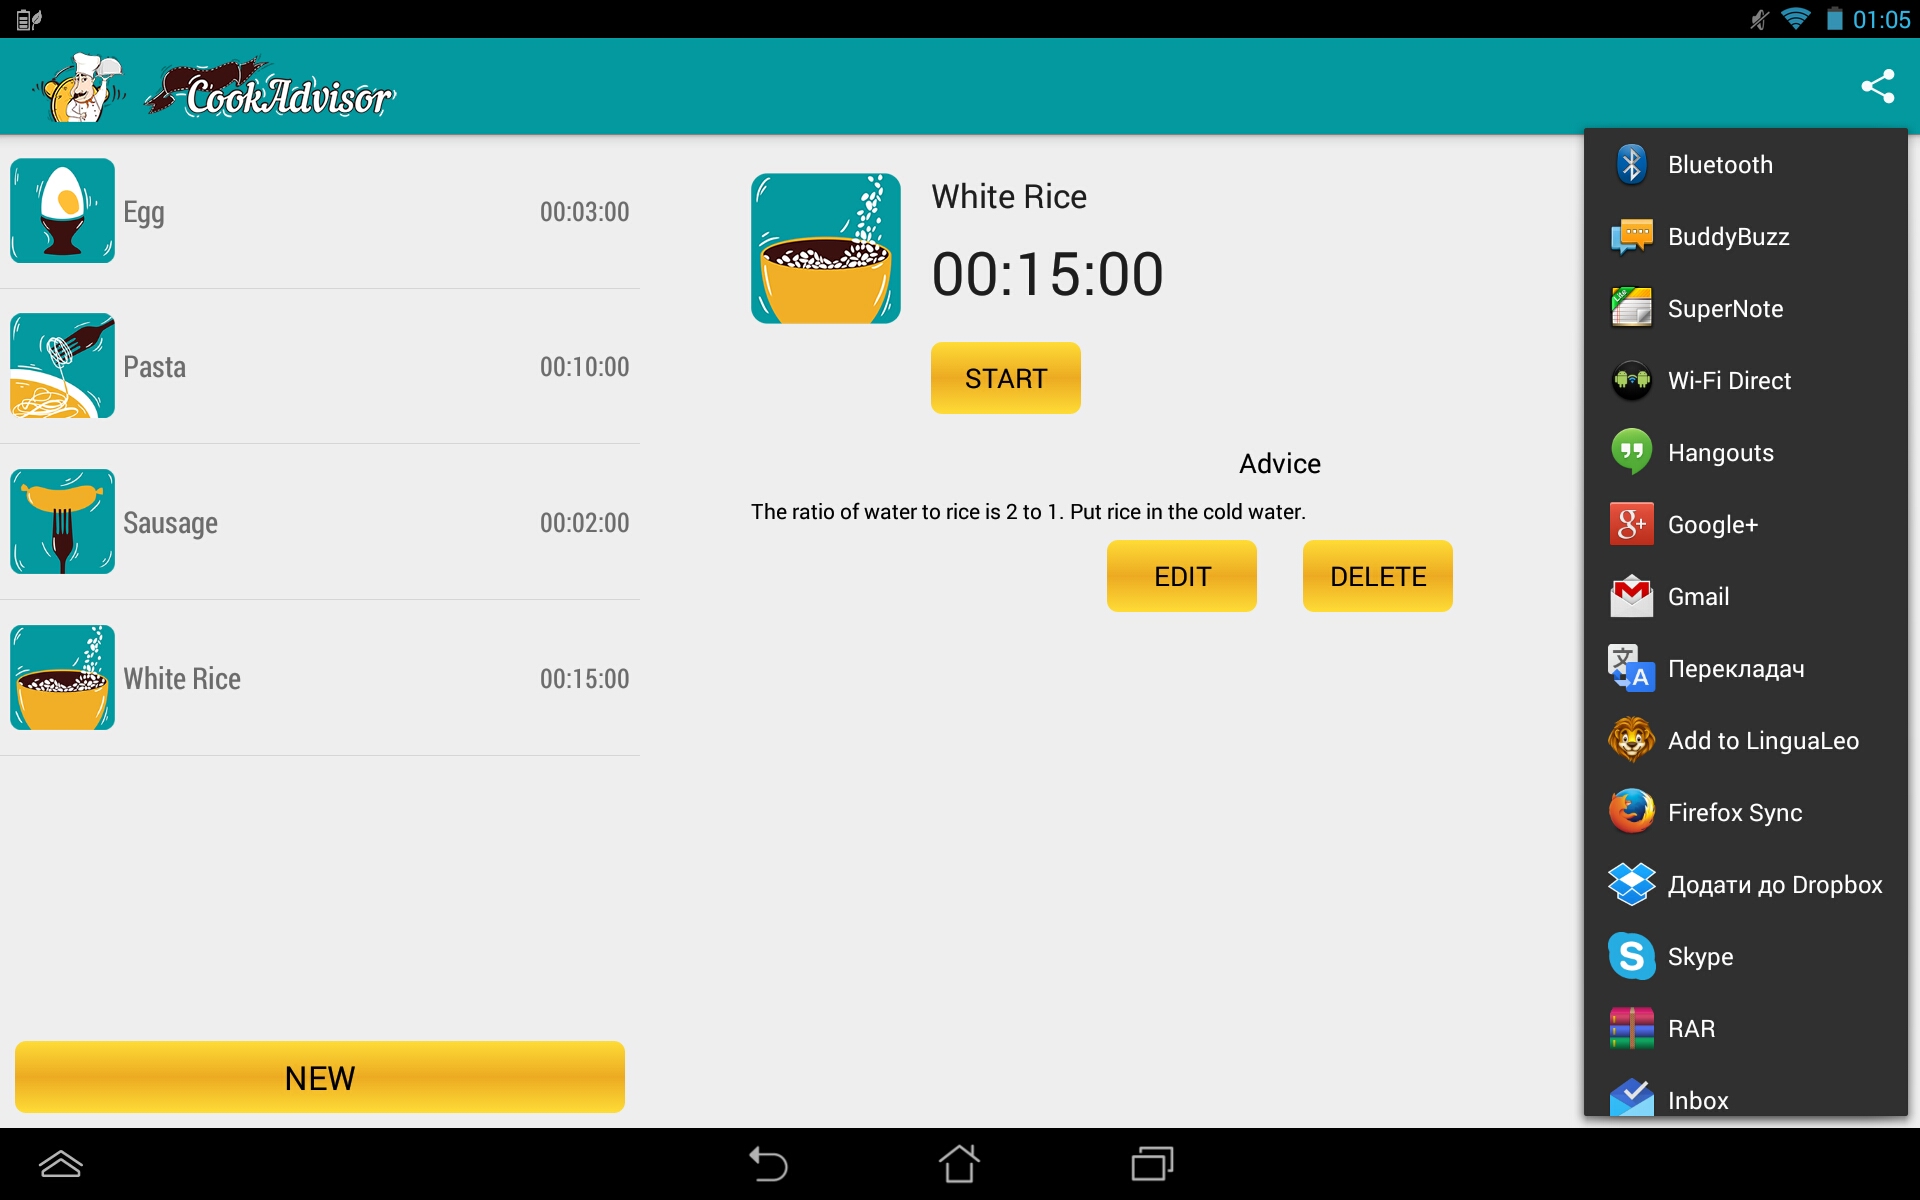 01:05
CookAdvisor
Egg
00:03:00
Pasta
00:10:00
Sausage
00:02:00
White Rice
00:15:00
NEW
White Rice
00:15:00
START
Advice
The ratio of water to rice is 2 to 1. Put rice in the cold water.
EDIT
DELETE
Bluetooth
BuddyBuzz
Lite
SuperNote
Wi-Fi Direct
Hangouts
g+
Google+
Gmail
文
A
Перекладач
Add to LinguaLeo
Firefox Sync
Додати до Dropbox
S
Skype
RAR
Inbox